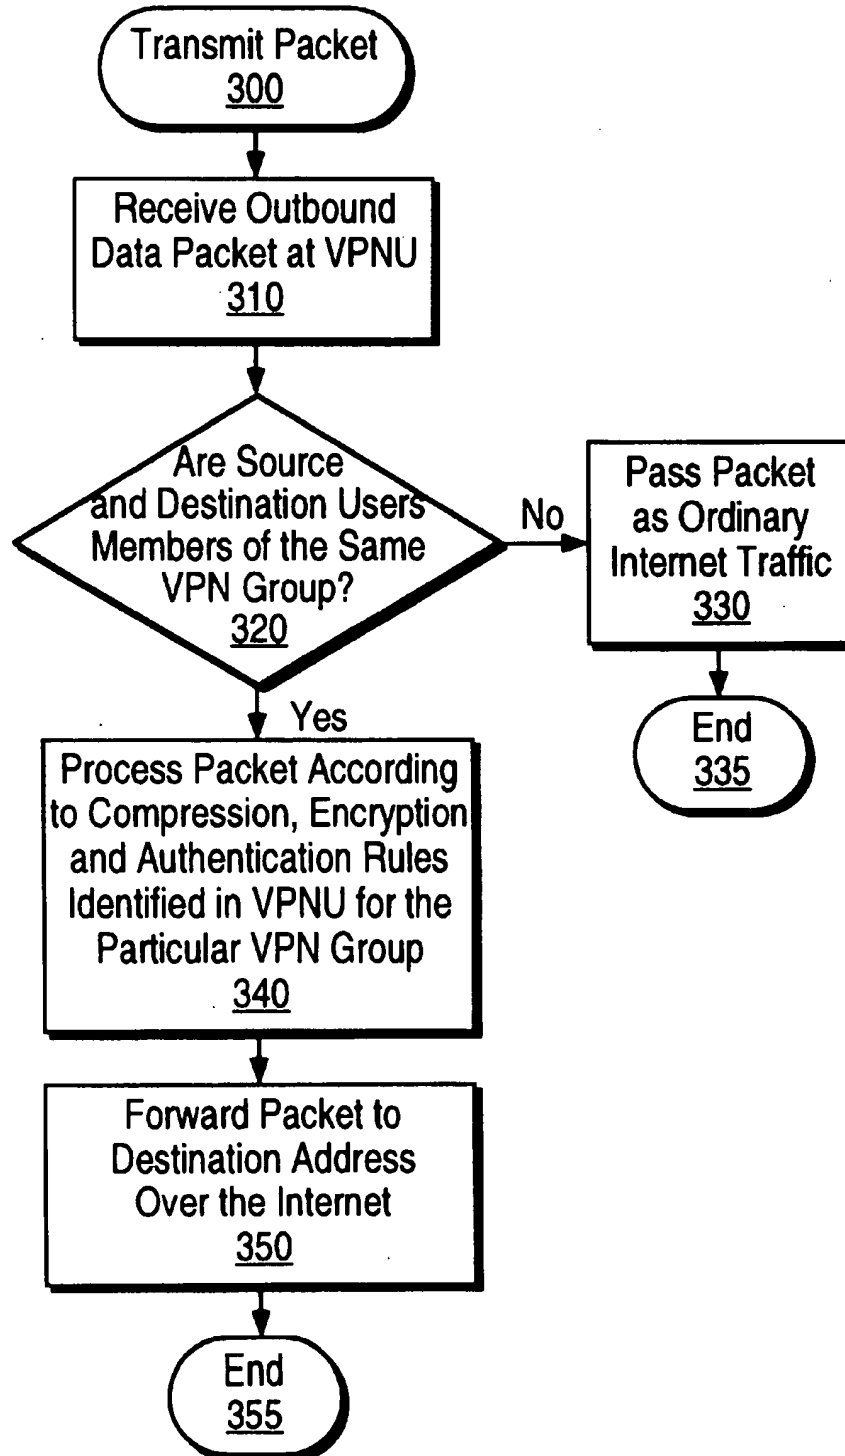 Transmit Packet
300
Receive Outbound
Data Packet at VPNU
310
Are Source
and Destination Users
Members of the Same
VPN Group?
320
No
Pass Packet
as Ordinary
Internet Traffic
330
End
335
Yes
Process Packet According
to Compression, Encryption
and Authentication Rules
Identified in VPNU for the
Particular VPN Group
340
Forward Packet to
Destination Address
Over the Internet
350
End
355